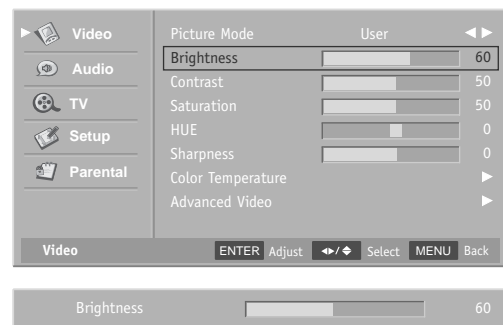 Video
Audio
TV
Setup
Parental
Picture Mode User
Brightness 60
Contrast 50
Saturation 50
HUE 0
Sharpness 0
Color Temperature
Advanced Video
Video ENTER Adjust Select MENU Back
Brightness 60